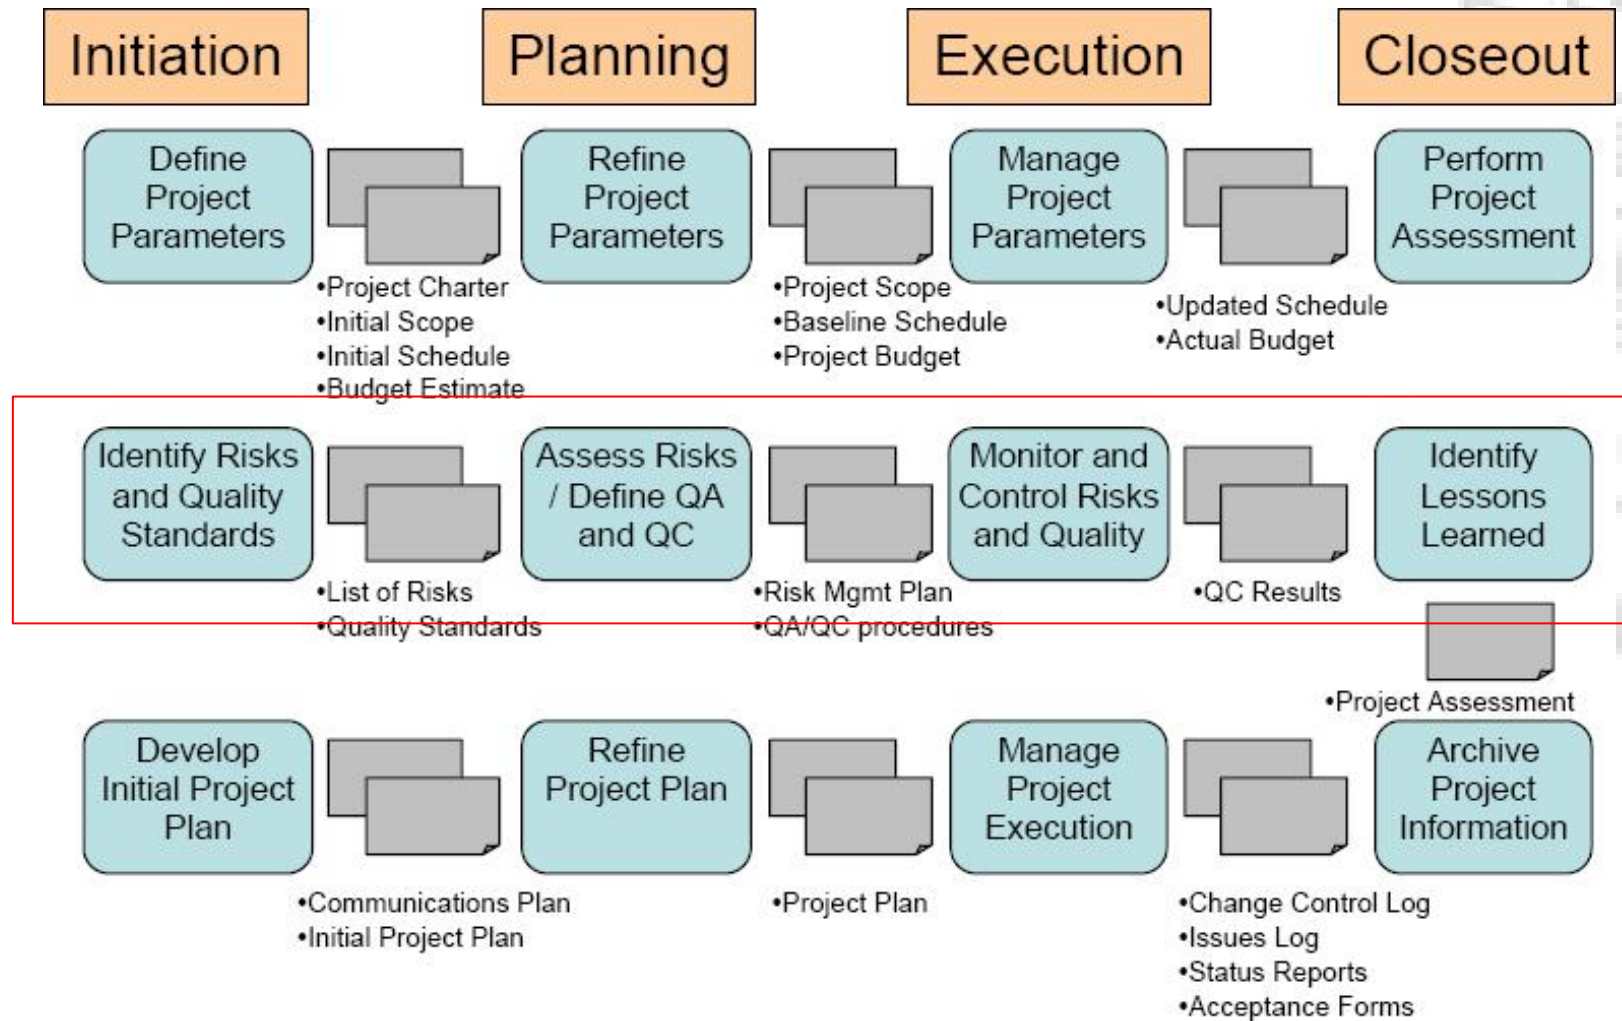 Initiation
Planning
Execution
Closeout
Define
Project
Parameters
Refine
Project
Parameters
Manage
Project
Parameters
Perform
Project
Assessment
•Project Charter
•Initial Scope
•Initial Schedule
•Budget Estimate
•Project Scope
•Baseline Schedule
•Project Budget
•Updated Schedule
•Actual Budget
Identify Risks
and Quality
Standards
Assess Risks
/ Define QA
and QC
Monitor and
Control Risks
and Quality
Identify
Lessons
Learned
•List of Risks
•Quality Standards
•Risk Mgmt Plan
•QA/QC procedures
•QC Results
•Project Assessment
Develop
Initial Project
Plan
Refine
Project Plan
Manage
Project
Execution
Archive
Project
Information
•Communications Plan
•Initial Project Plan
•Project Plan
•Change Control Log
•Issues Log
•Status Reports
•Acceptance Forms